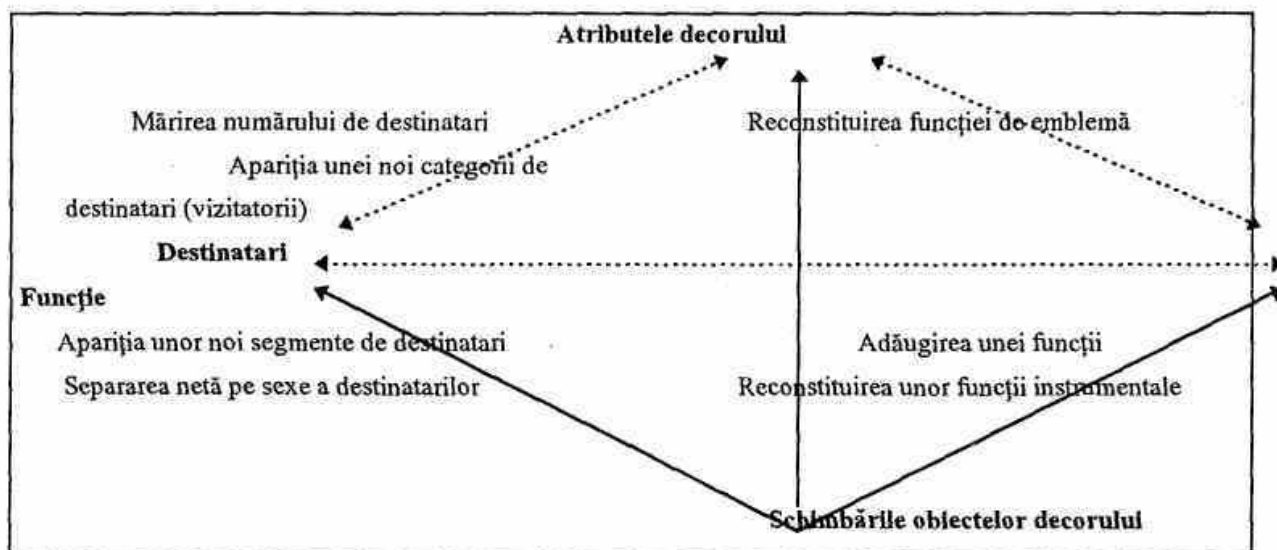 Atributele decorului
Mărirea numărului de destinatari
Reconstituirea funcției de emblemă
Apariția unei noi categorii de
destinatari (vizitatorii)
Destinatari
Funcție
Apariția unor noi segmente de destinatari
Adăugirea unei funcții
Separarea netă pe sexe a destinatarilor
Reconstituirea unor funcții instrumentale
Schimbările obiectelor decorului